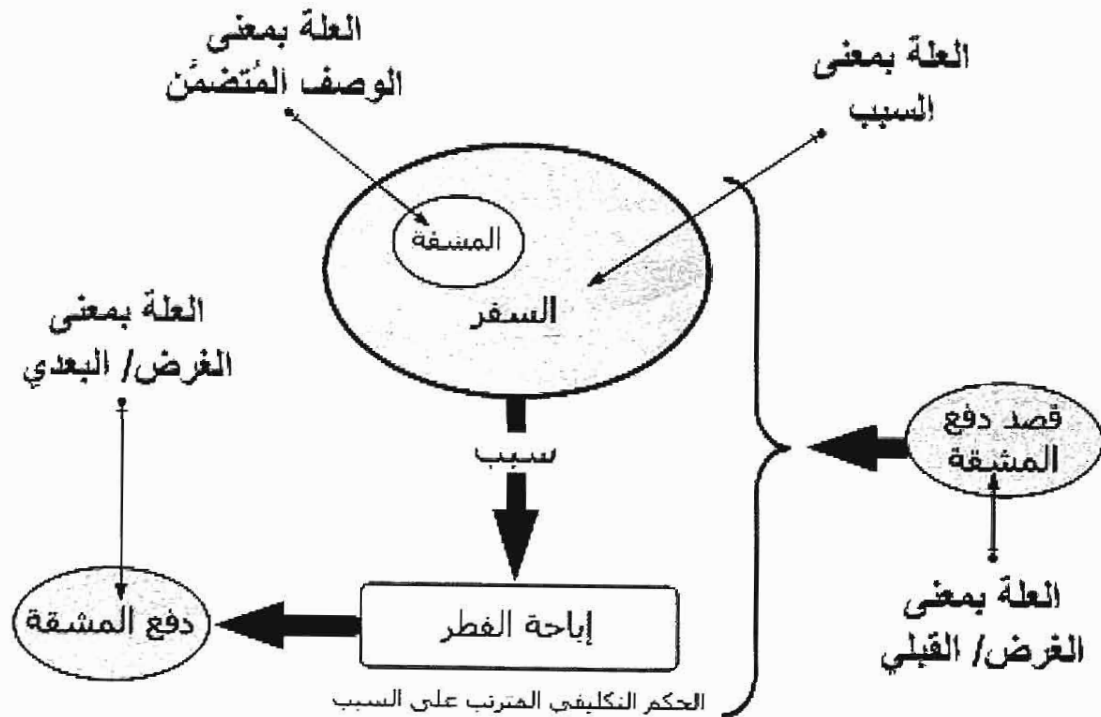 العلة بمعنى
السبب
العلة بمعنى
الوصف المُتضمَّن
المشقة
السفر
العلة بمعنى
الغرض/ البعدي
قصد دفع
المشقة
سبب
العلة بمعنى
الغرض/ القبلي
إباحة الفطر
دفع المشقة
الحكم التكليفي المترتب على السبب